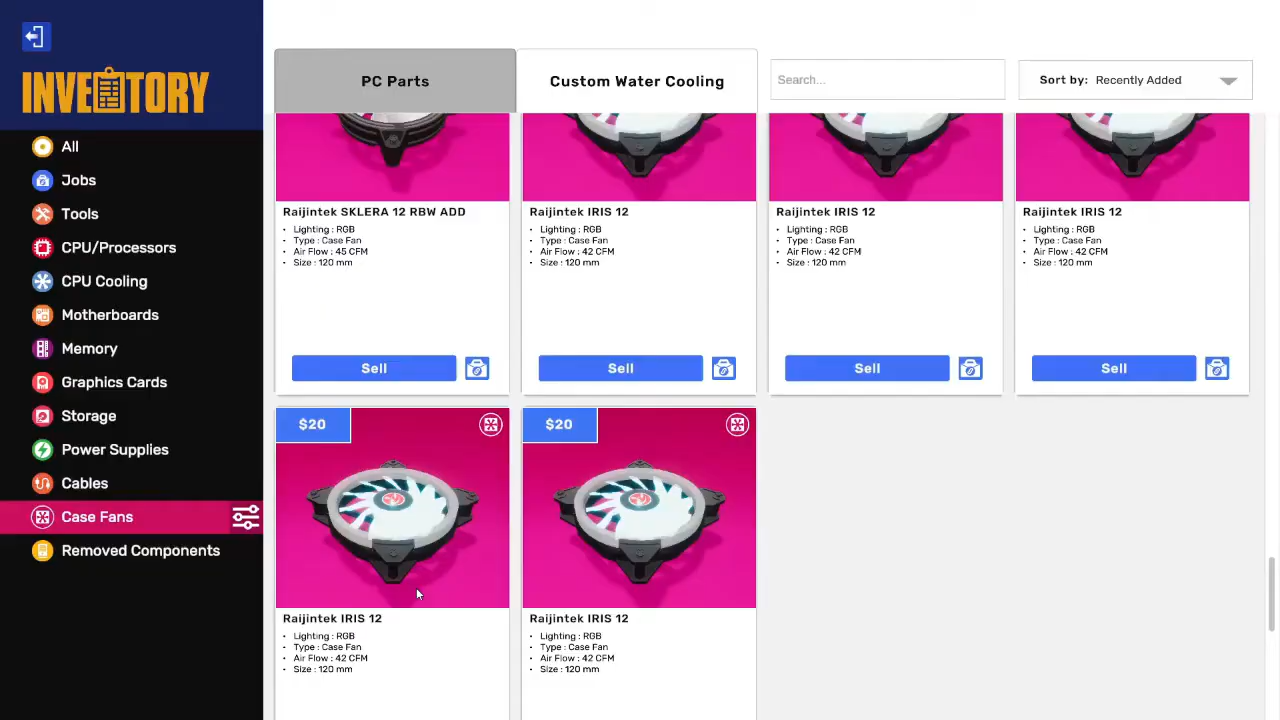 INVENTORY
All
Jobs
Tools
CPU/Processors
CPU Cooling
Motherboards
Memory
Graphics Cards
Storage
Power Supplies
Cables
Case Fans
Removed Components
PC Parts
Custom Water Cooling
Search...
Sort by: Recently Added
Raijintek SKLERA 12 RBW ADD
• Lighting : RGB
• Type : Case Fan
• Air Flow : 45 CFM
• Size : 120 mm
Sell
Raijintek IRIS 12
• Lighting : RGB
• Type : Case Fan
• Air Flow : 42 CFM
• Size : 120 mm
Sell
Raijintek IRIS 12
• Lighting : RGB
• Type : Case Fan
• Air Flow : 42 CFM
• Size : 120 mm
Sell
Raijintek IRIS 12
• Lighting : RGB
• Type : Case Fan
• Air Flow : 42 CFM
• Size : 120 mm
Sell
$20
Raijintek IRIS 12
• Lighting : RGB
• Type : Case Fan
• Air Flow : 42 CFM
• Size : 120 mm
$20
Raijintek IRIS 12
• Lighting : RGB
• Type : Case Fan
• Air Flow : 42 CFM
• Size : 120 mm